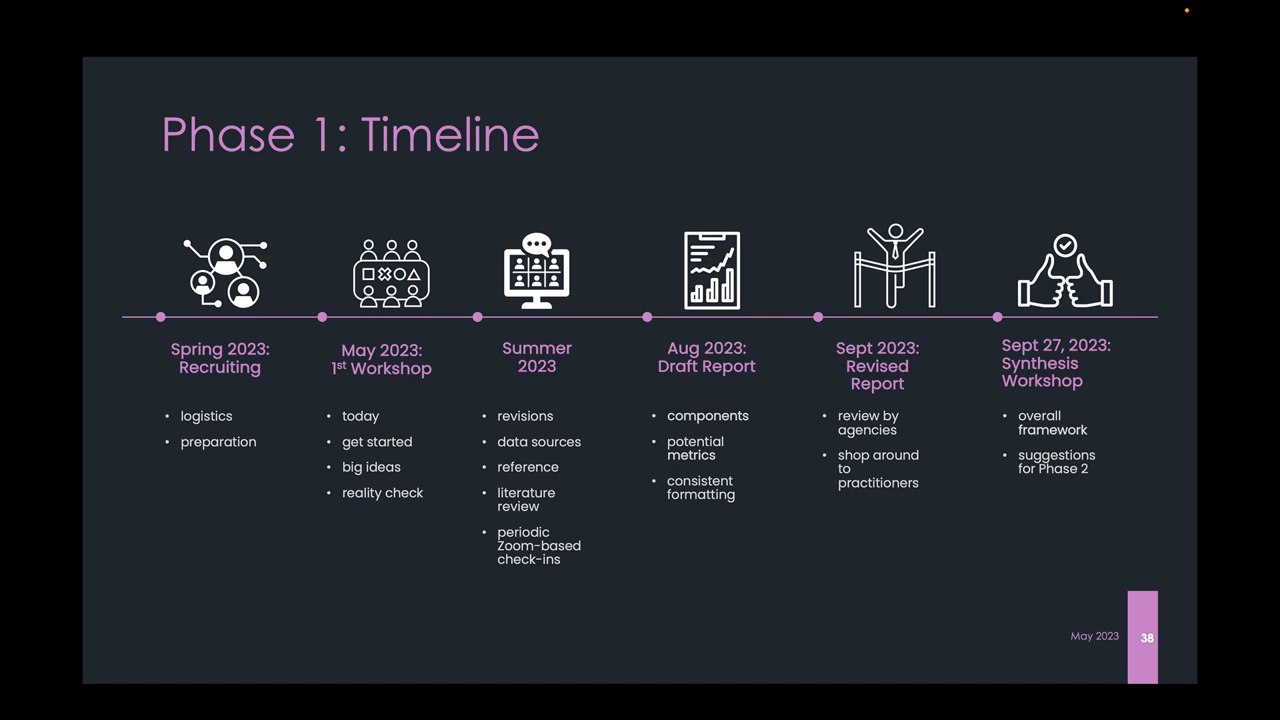 Phase 1: Timeline
Spring 2023:
Recruiting
• logistics
• preparation
May 2023:
1st Workshop
• today
• get started
• big ideas
• reality check
Summer
2023
• revisions
• data sources
• reference
• literature
review
• periodic
Zoom-based
check-ins
Aug 2023:
Draft Report
• components
• potential
metrics
• consistent
formatting
Sept 2023:
Revised
Report
• review by
agencies
• shop around
to
practitioners
Sept 27, 2023:
Synthesis
Workshop
• overall
framework
• suggestions
for Phase 2
May 2023
38